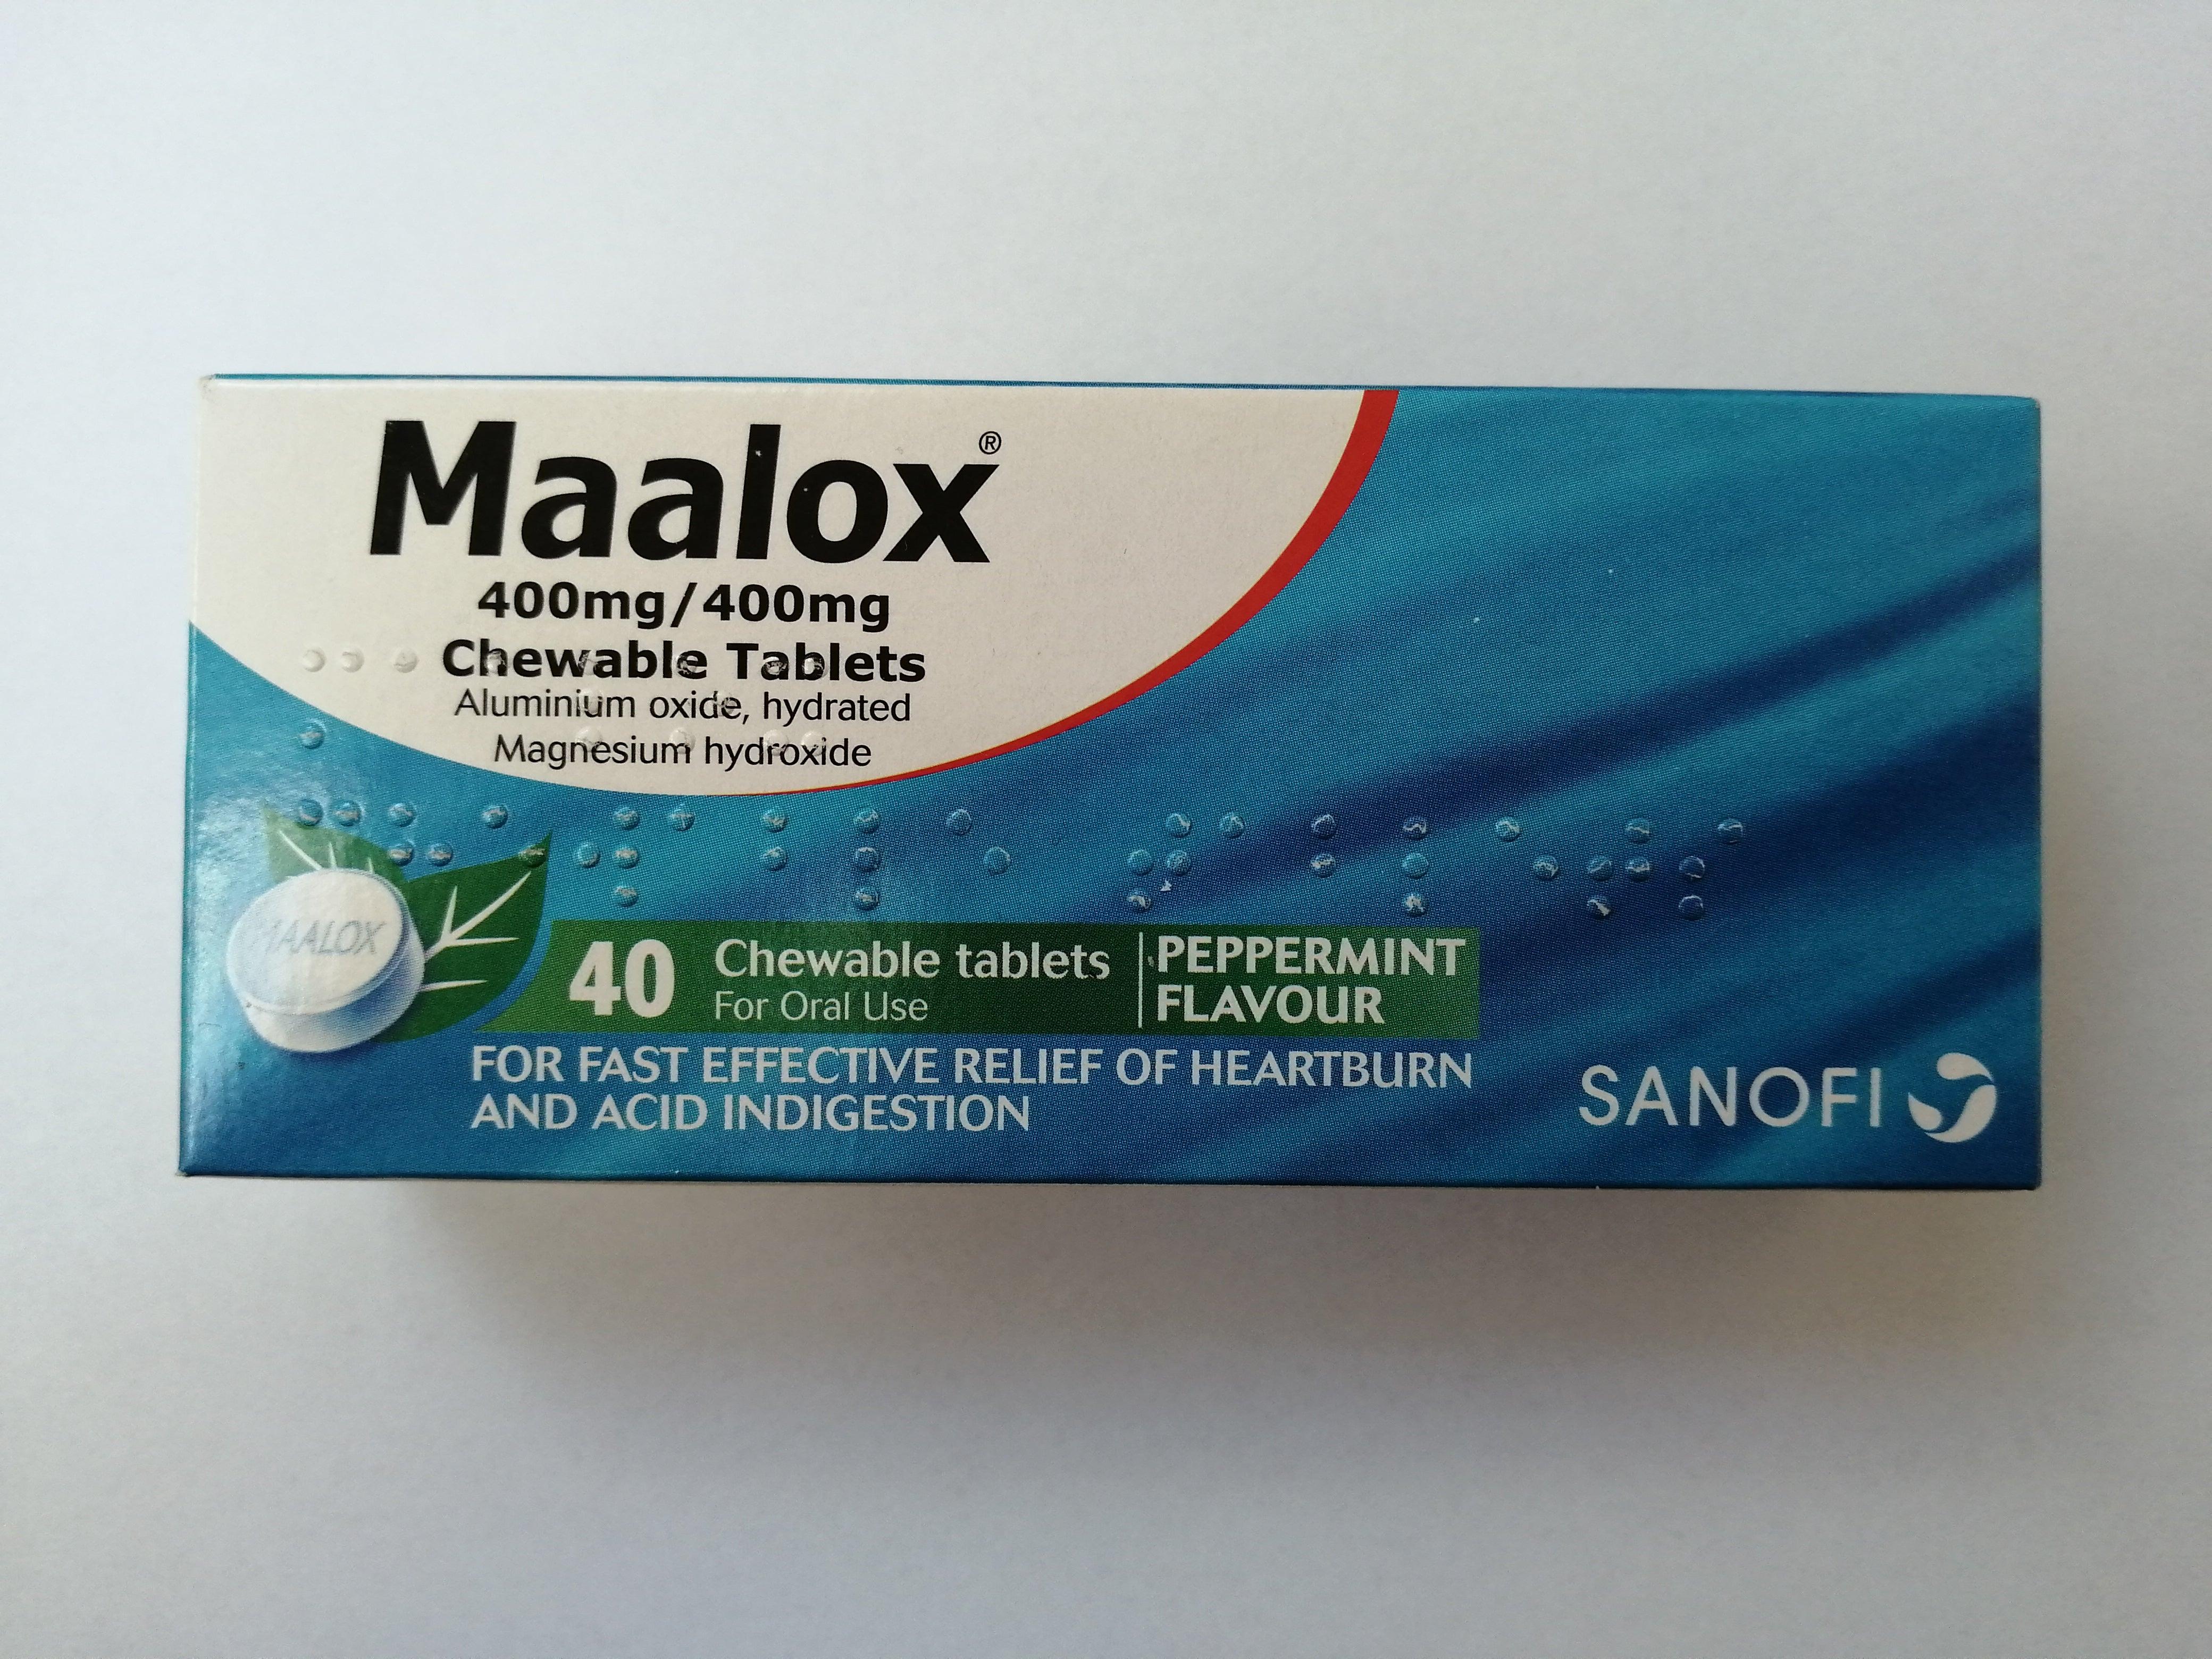 Maalox®
400mg/400mg
Chewable Tablets
Aluminium oxide, hydrated
Magnesium hydroxide
⠍⠁⠁⠇⠕⠭
⠉⠓⠑⠺⠁⠃⠇⠑ ⠞⠁⠃⠇⠑⠞⠎
MAALOX
40 Chewable tablets
For Oral Use
PEPPERMINT
FLAVOUR
FOR FAST EFFECTIVE RELIEF OF HEARTBURN
AND ACID INDIGESTION
SANOFI